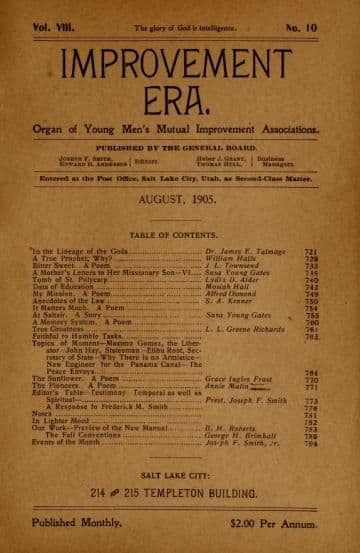 Vol. VIII. The glory of God is intelligence. No. 10
IMPROVEMENT
ERA.
Organ of Young Men's Mutual Improvement Associations.
PUBLISHED BY THE GENERAL BOARD.
JOSEPH F. SMITH, EDWARD H. ANDERSON } Editors. HEBER J. GRANT, THOMAS HULL, } Business Managers.
Entered at the Post Office, Salt Lake City, Utah, as Second-Class Matter.
AUGUST, 1905.
TABLE OF CONTENTS.
In the Lineage of the Gods Dr. James E. Talmage 721
A True Prophet; Why? William Halls 728
Bitter Sweet. A Poem J. L. Townsend 733
A Mother's Letters to Her Missionary Son—VI Susa Young Gates 735
Tomb of St. Polycarp Lydia D. Alder 740
Data of Education Mosiah Hall 742
My Mission. A Poem Alfred Osmond 749
Anecdotes of the Law S. A. Kenner 750
It Matters Much. A Poem 754
At Saltair. A Story Susa Young Gates 755
A Memory System. A Poem 760
True Greatness L. L. Greene Richards 761
Faithful to Humble Tasks. 763
Topics of Moment—Maximo Gomez, the Liber-
ator—John Hay, Statesman—Elihu Root, Sec-
retary of State—Why There is no Armistice—
New Engineer for the Panama Canal—The
Peace Envoys 764
The Sunflower. A Poem Grace Ingles Frost 770
The Pioneers. A Poem Annie Malin 771
Editor's Table—Testimony Temporal as well as
Spiritual— Prest. Joseph F. Smith 773
A Response to Frederick M. Smith 776
Notes 781
In Lighter Mood 782
Our Work—Preview of the New Manual B. H. Roberts 783
The Fall Conventions George H. Brimhall 789
Events of the Month Joseph F. Smith, Jr. 794
SALT LAKE CITY:
214 and 215 TEMPLETON BUILDING.
Published Monthly. $2.00 Per Annum.